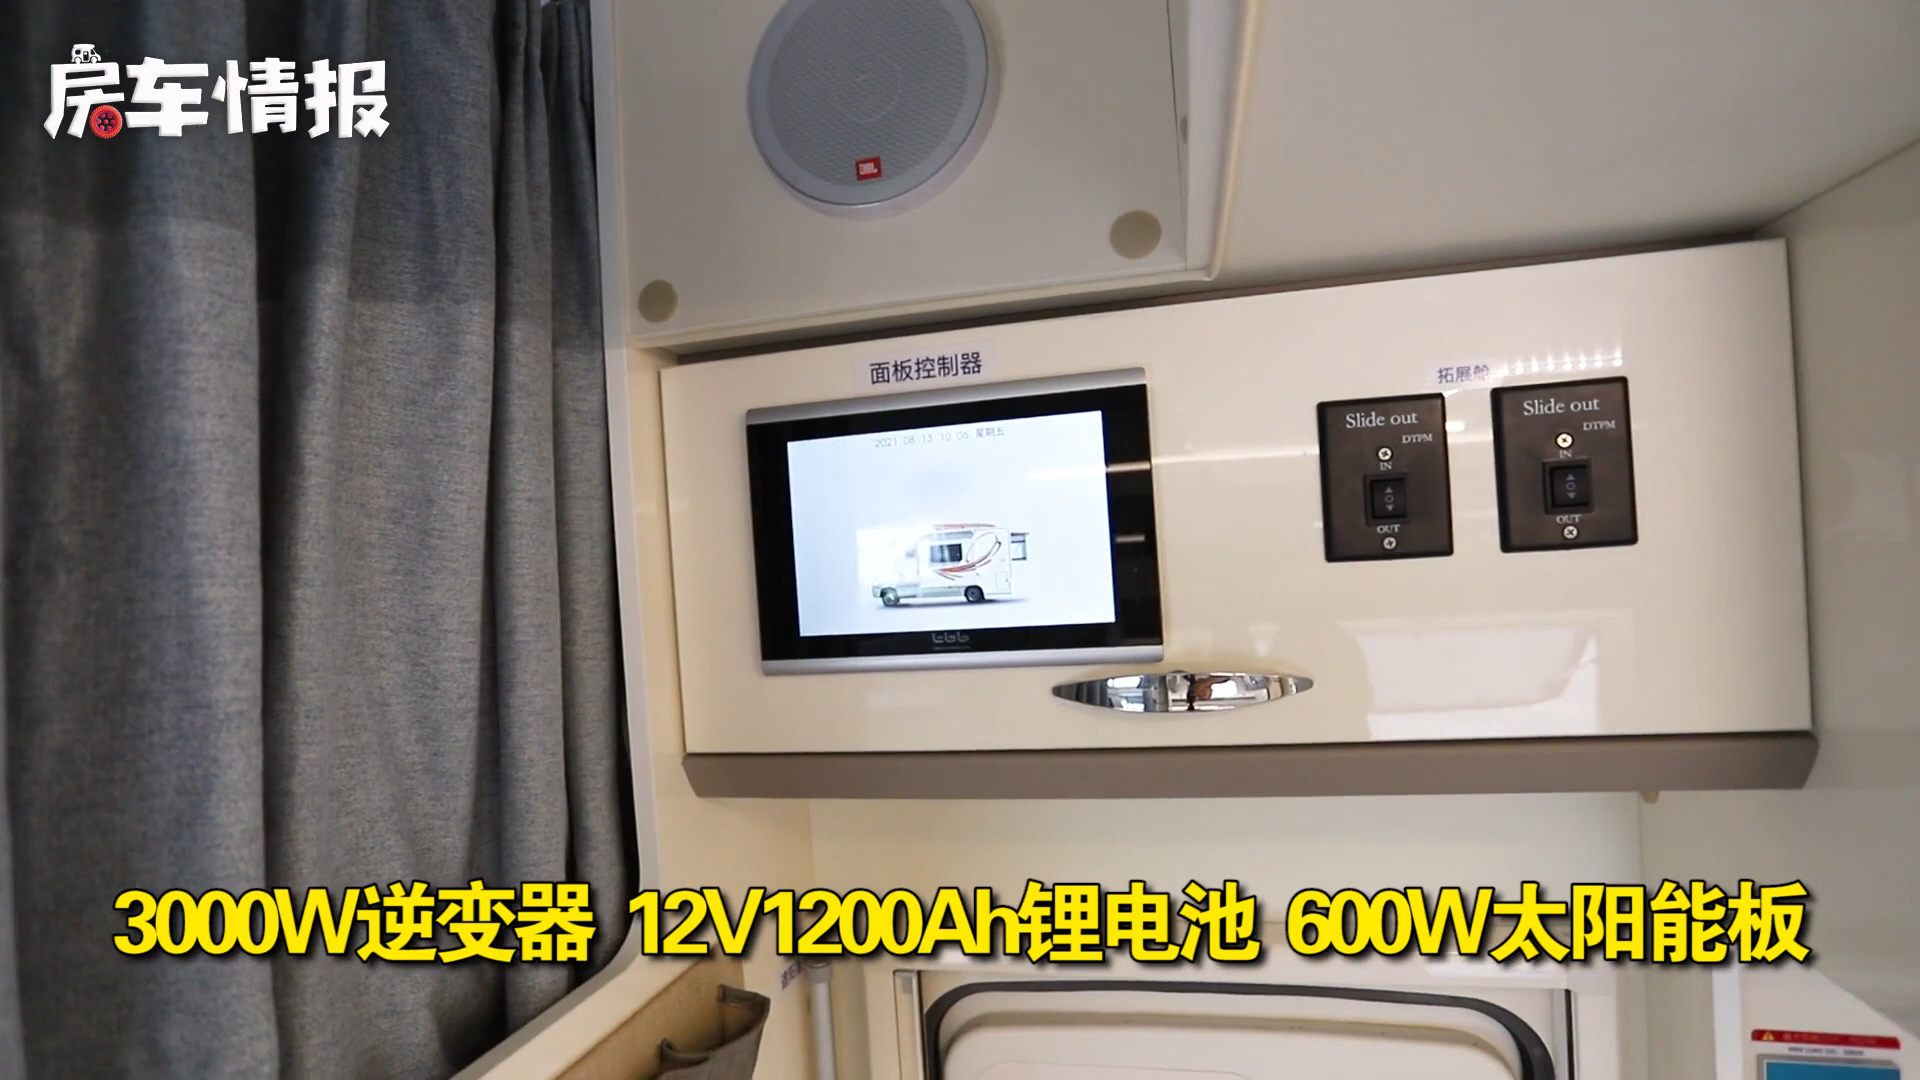 房车情报
JBL
面板控制器
拓展舱
2021 08 13 10 06 星期五
Slide out
DTPM
IN
OUT
Slide out
DTPM
IN
OUT
tbb
3000W逆变器 12V1200Ah锂电池 600W太阳能板